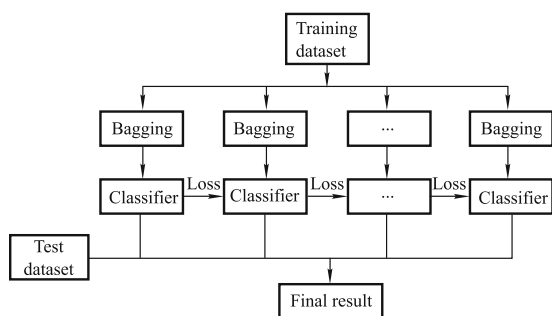 Training
dataset
Bagging
Bagging
...
Bagging
Classifier
Loss
Classifier
Loss
...
Loss
Classifier
Test
dataset
Final result